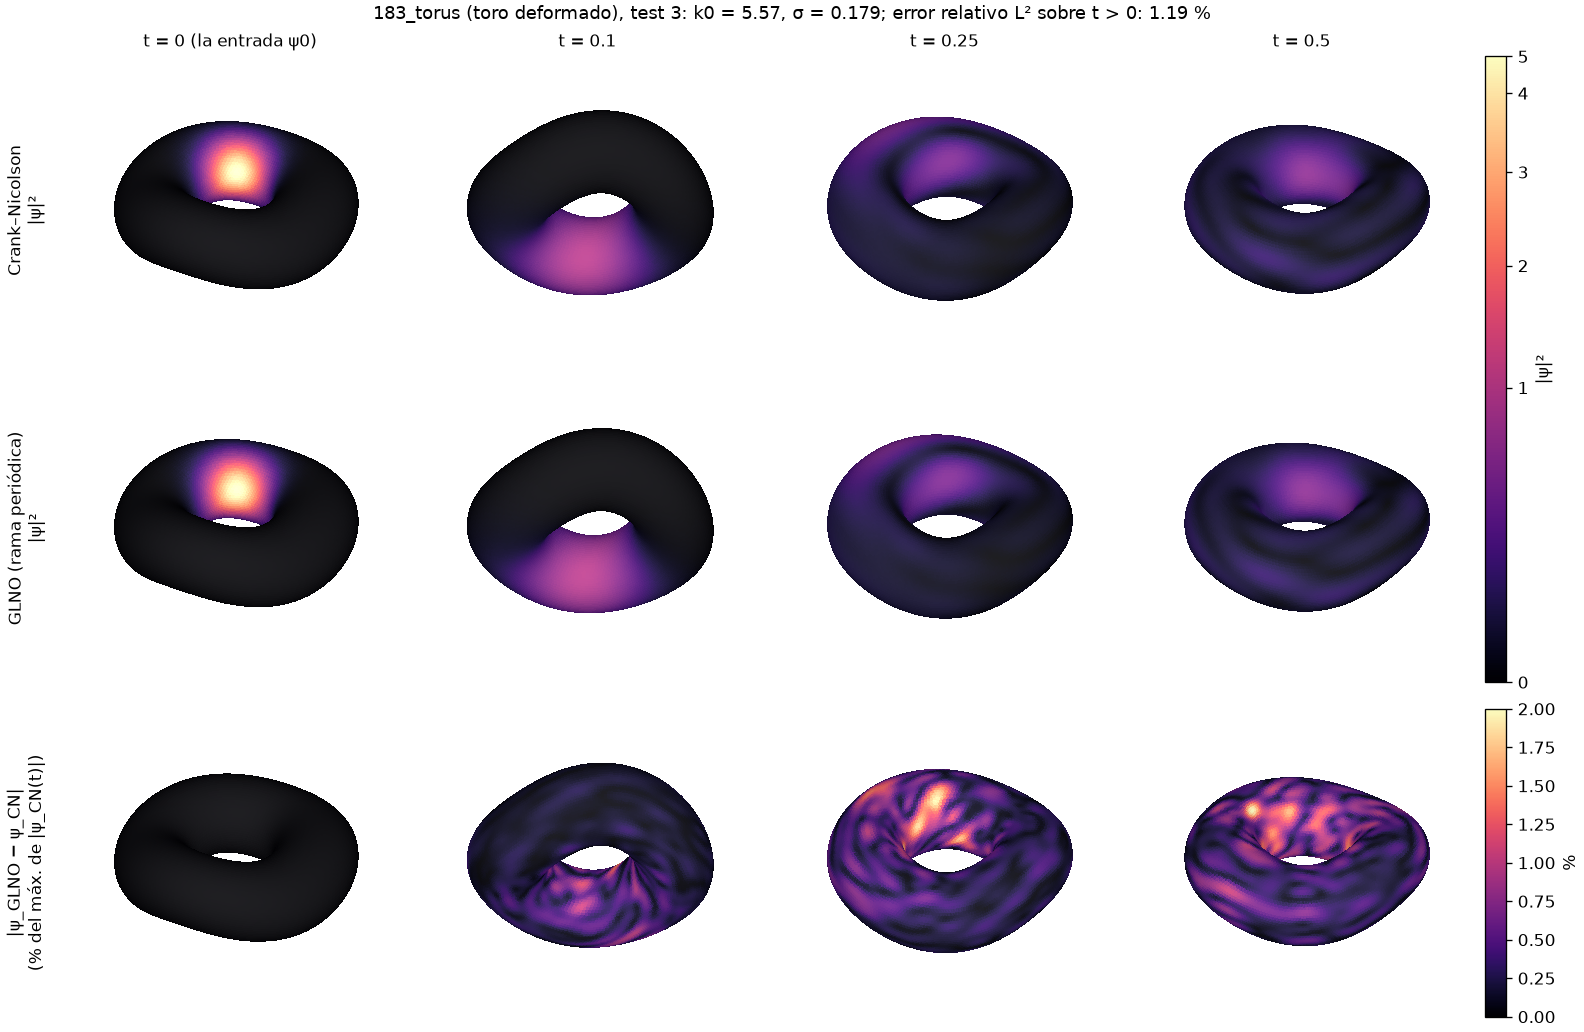 183_torus (toro deformado), test 3: k0 = 5.57, σ = 0.179; error relativo L² sobre t > 0: 1.19 %
t = 0 (la entrada ψ0)
t = 0.1
t = 0.25
t = 0.5
Crank–Nicolson
|ψ|²
5
4
3
2
1
0
|ψ|²
GLNO (rama periódica)
|ψ|²
|ψ_GLNO − ψ_CN|
(% del máx. de |ψ_CN(t)|)
2.00
1.75
1.50
1.25
1.00
0.75
0.50
0.25
0.00
%